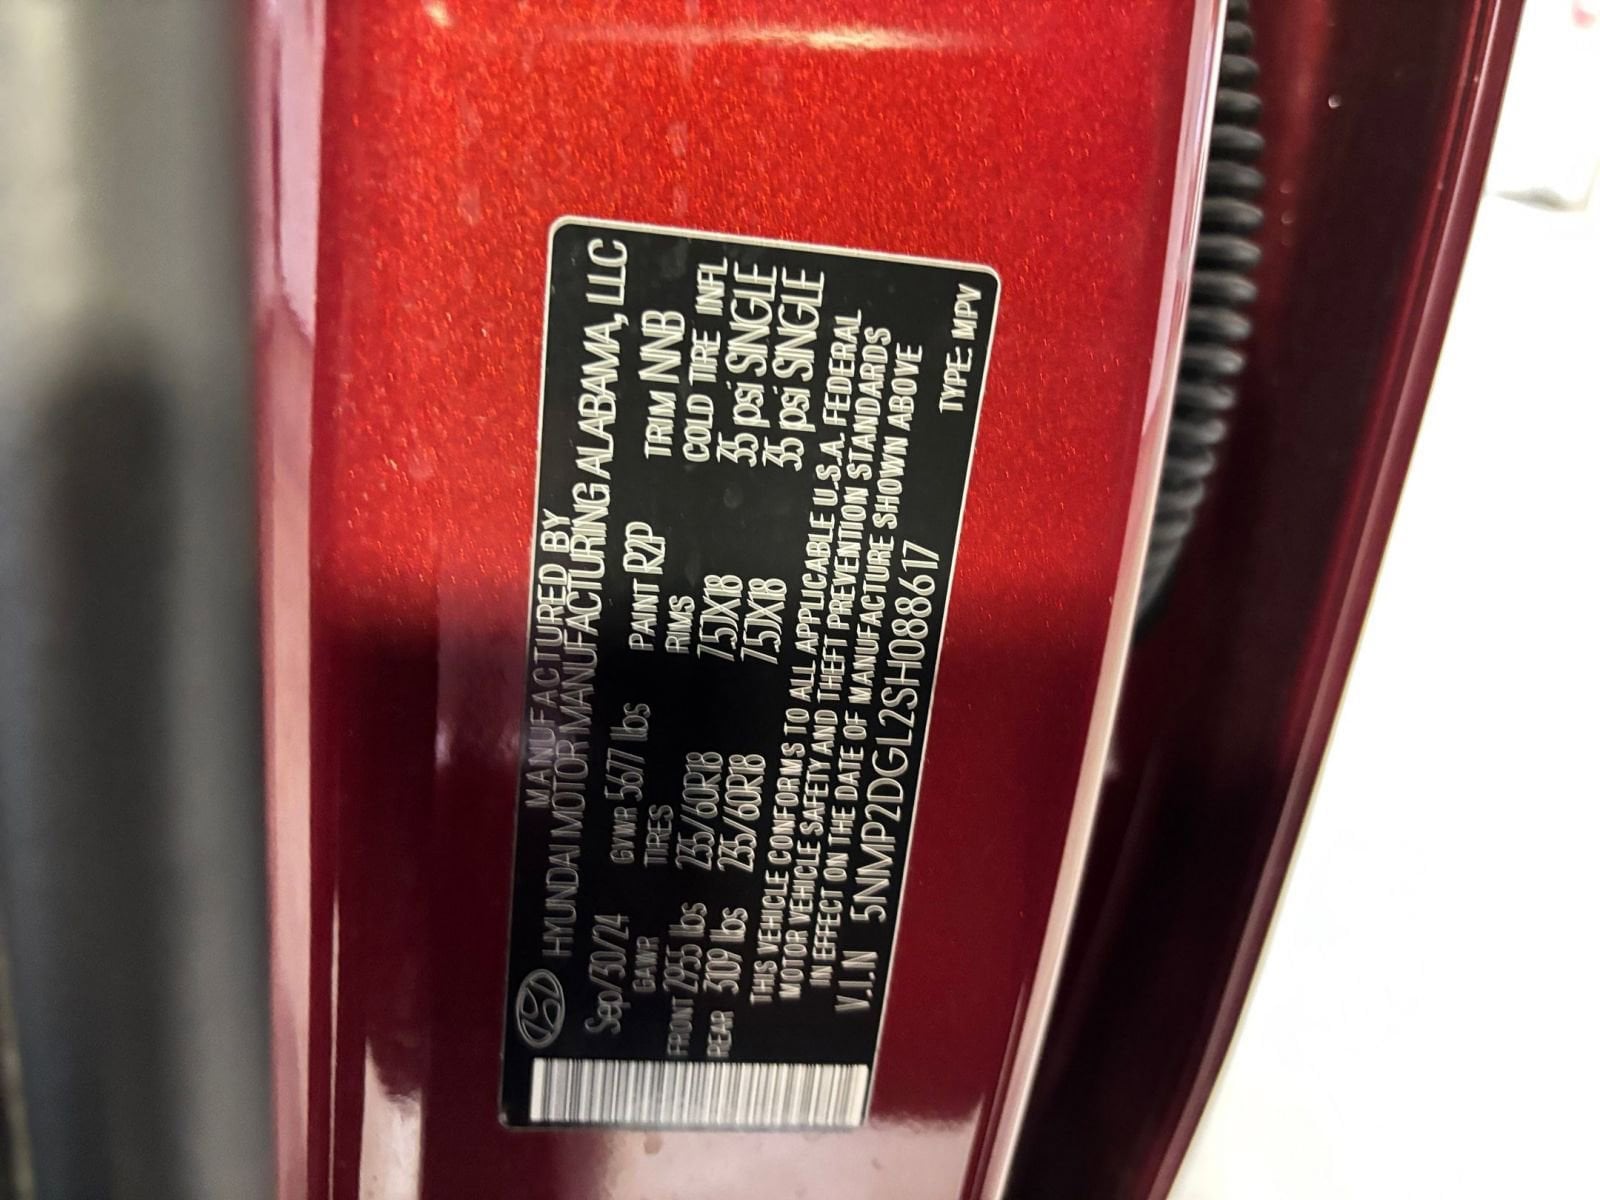 MANUFACTURED BY
HYUNDAI MOTOR MANUFACTURING ALABAMA, LLC
Sep/30/24 GVWR 5677 lbs PAINT R2P TRIM NNB
GAWR TIRES RIMS COLD TIRE INFL
FRONT 2955 lbs 235/60R18 7.5JX18 35 psi SINGLE
REAR 3109 lbs 235/60R18 7.5JX18 35 psi SINGLE
THIS VEHICLE CONFORMS TO ALL APPLICABLE U.S.A. FEDERAL
MOTOR VEHICLE SAFETY AND THEFT PREVENTION STANDARDS
IN EFFECT ON THE DATE OF MANUFACTURE SHOWN ABOVE
V.I.N 5NMP2DGL2SH088617 TYPE: MPV